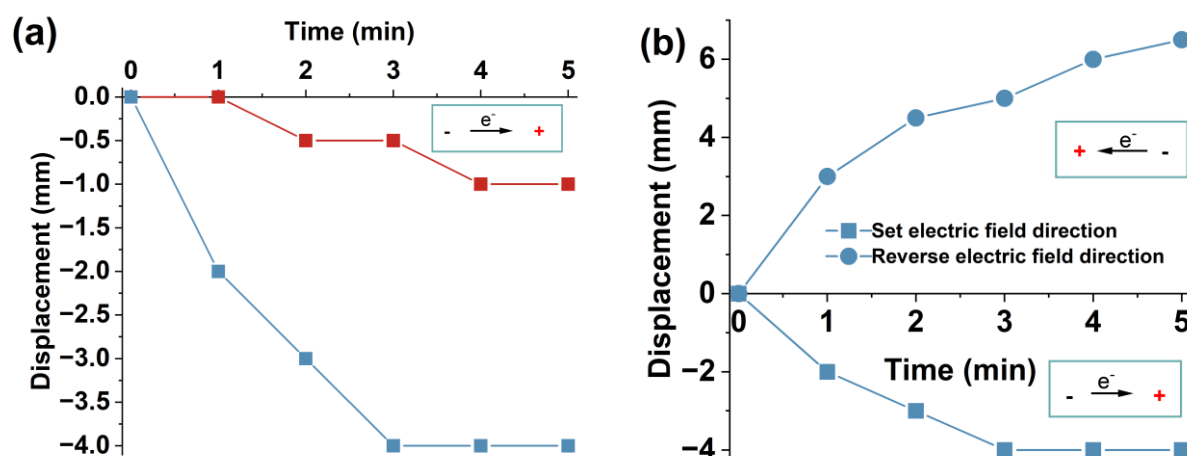 (a)
Time (min)
0 1 2 3 4 5
0.0
−0.5
−1.0
−1.5
−2.0
−2.5
−3.0
−3.5
−4.0
Displacement (mm)
- e⁻ +
(b)
6
4
2
0
−2
−4
Displacement (mm)
+ e⁻ -
Set electric field direction
Reverse electric field direction
0 1 2 3 4 5
Time (min)
- e⁻ +